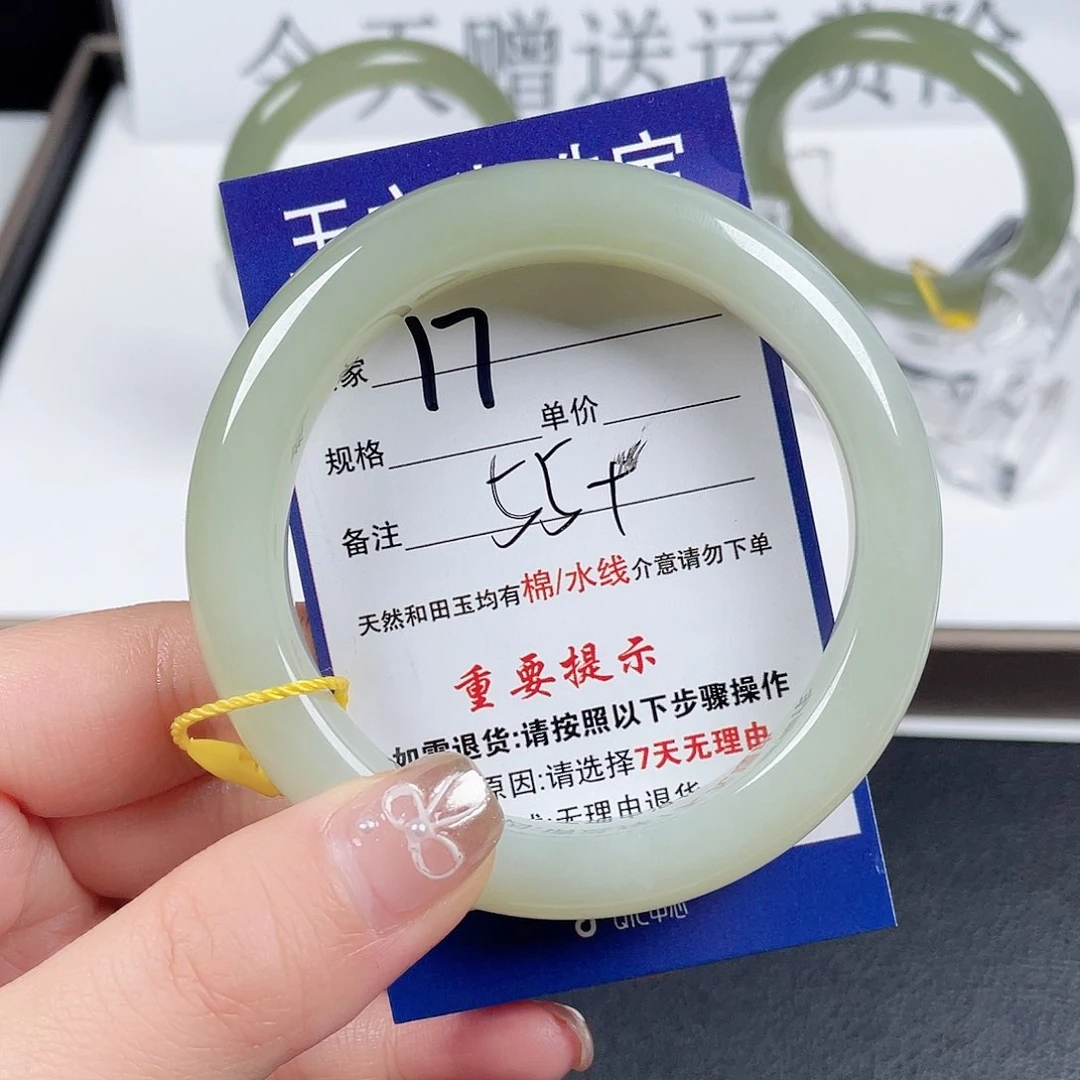 今天赠送运费险
家 17
单价
规格
55+
备注
天然和田玉均有棉/水线介意请勿下单
重要提示
如需退货:请按照以下步骤操作
原因:请选择7天无理由
无理由退货